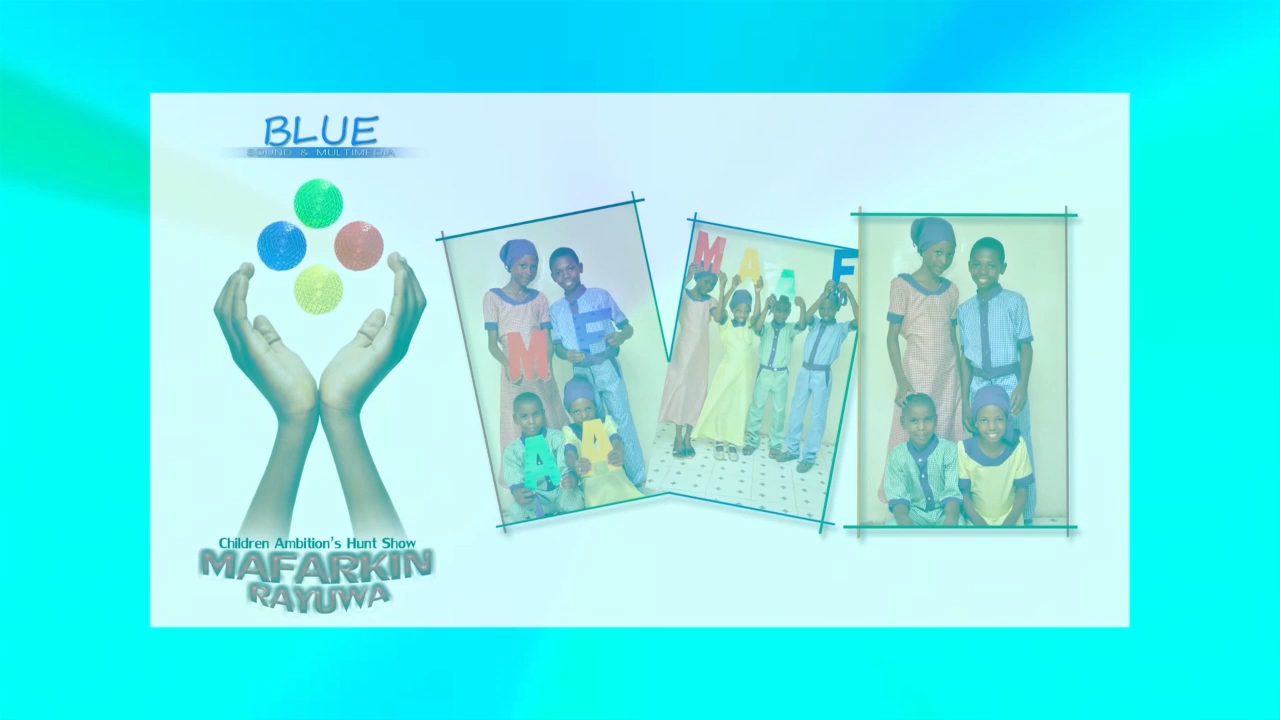 BLUE
SOUND & MULTIMEDIA
Children Ambition's Hunt Show
MAFARKIN
RAYUWA
M F
A A
M A A F